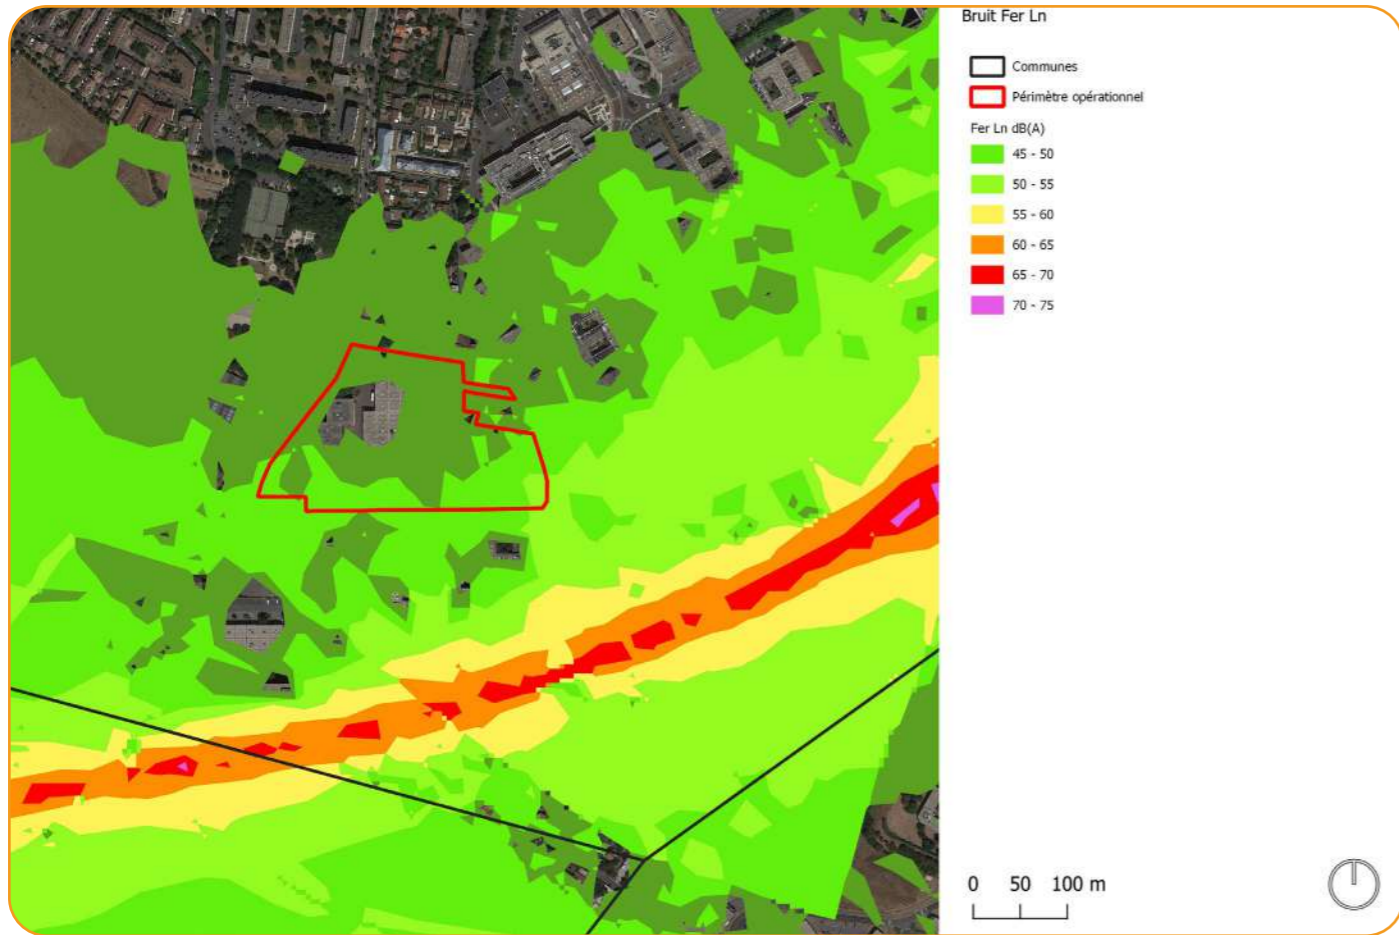 Bruit Fer Ln
Communes
Périmètre opérationnel
Fer Ln dB(A)
45 - 50
50 - 55
55 - 60
60 - 65
65 - 70
70 - 75
0 50 100 m